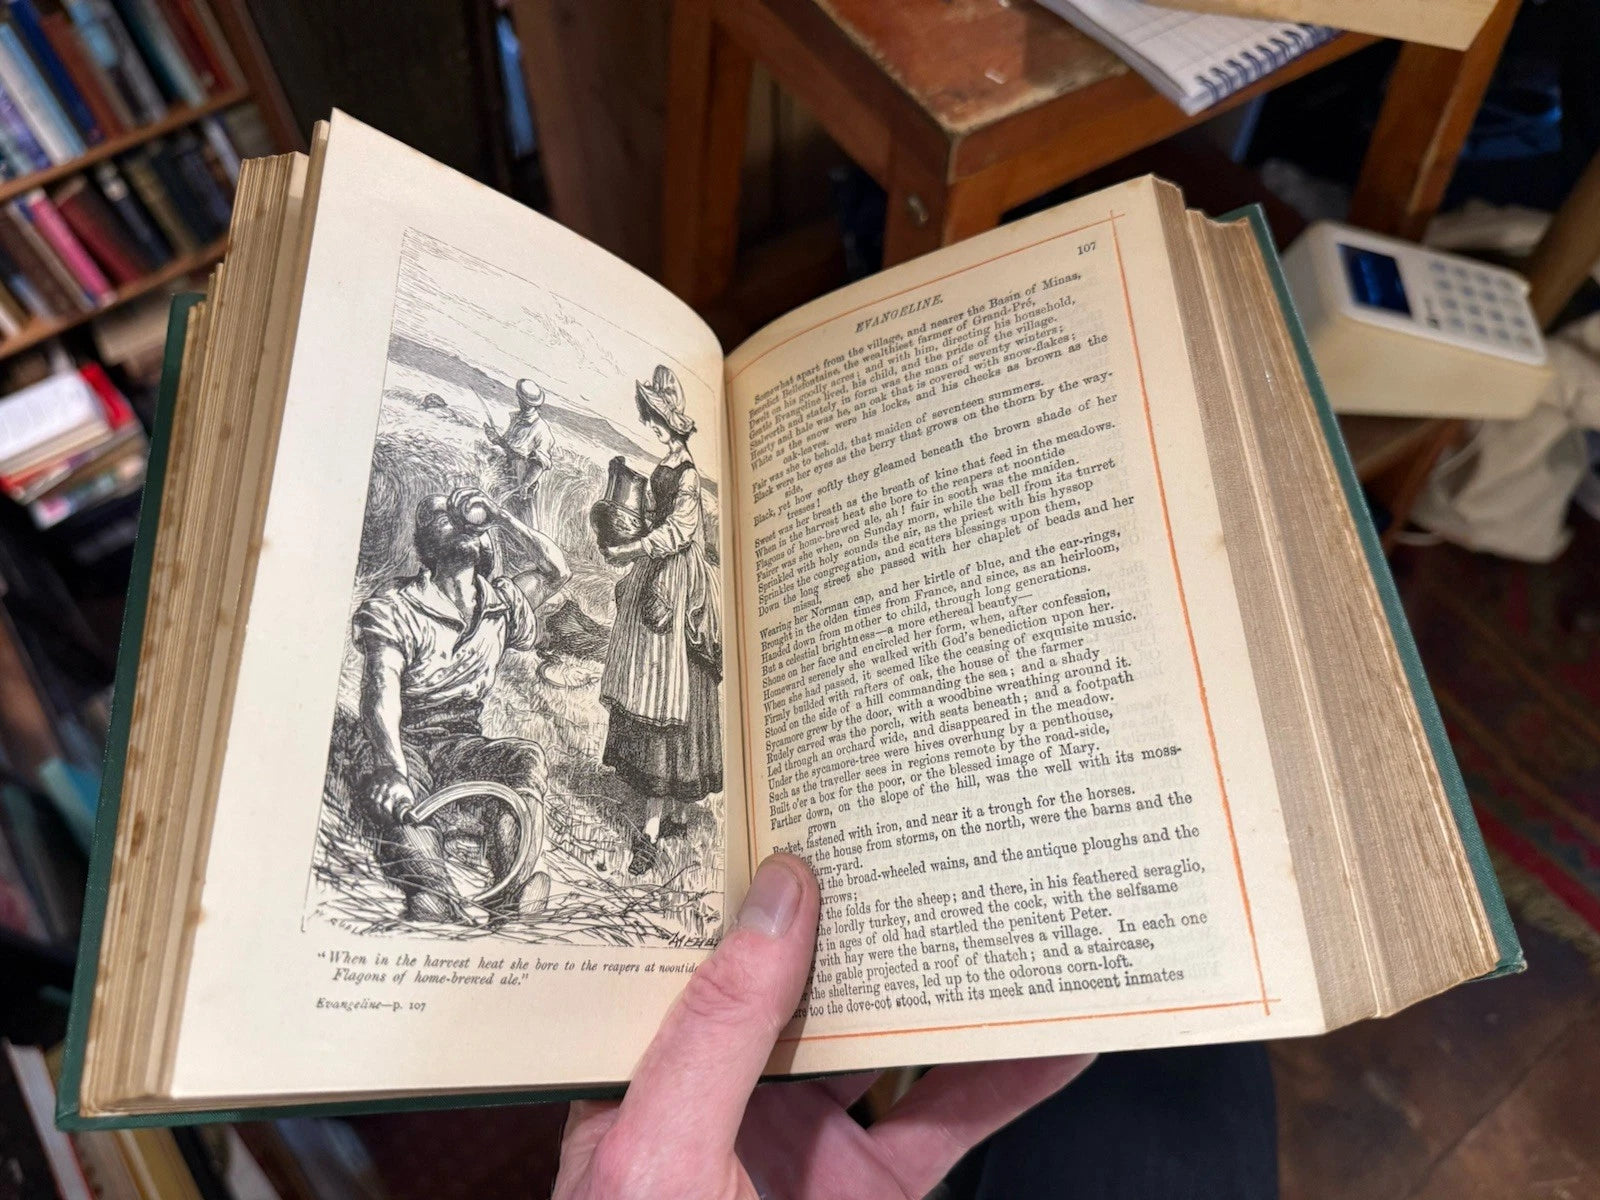 "When in the harvest heat she bore to the reapers at noontide
Flagons of home-brewed ale."
Evangeline—p. 107
107
EVANGELINE.
Somewhat apart from the village, and nearer the Basin of Minas,
Benedict Bellefontaine, the wealthiest farmer of Grand-Pré,
Dwelt on his goodly acres; and with him, directing his household,
Gentle Evangeline lived, his child, and the pride of the village.
Stalworth and stately in form was the man of seventy winters;
Hearty and hale was he, an oak that is covered with snow-flakes;
White as the snow were his locks, and his cheeks as brown as the
oak-leaves.
Fair was she to behold, that maiden of seventeen summers.
Black were her eyes as the berry that grows on the thorn by the way-
side,
Black, yet how softly they gleamed beneath the brown shade of her
tresses!
Sweet was her breath as the breath of kine that feed in the meadows.
When in the harvest heat she bore to the reapers at noontide
Flagons of home-brewed ale, ah! fair in sooth was the maiden.
Fairer was she when, on Sunday morn, while the bell from its turret
Sprinkled with holy sounds the air, as the priest with his hyssop
Sprinkles the congregation, and scatters blessings upon them,
Down the long street she passed with her chaplet of beads and her
missal,
Wearing her Norman cap, and her kirtle of blue, and the ear-rings,
Brought in the olden times from France, and since, as an heirloom,
Handed down from mother to child, through long generations.
But a celestial brightness—a more ethereal beauty—
Shone on her face and encircled her form, when, after confession,
Homeward serenely she walked with God's benediction upon her.
When she had passed, it seemed like the ceasing of exquisite music.
Firmly builded with rafters of oak, the house of the farmer
Stood on the side of a hill commanding the sea; and a shady
Sycamore grew by the door, with a woodbine wreathing around it.
Rudely carved was the porch, with seats beneath; and a footpath
Led through an orchard wide, and disappeared in the meadow.
Under the sycamore-tree were hives overhung by a penthouse,
Such as the traveller sees in regions remote by the road-side,
Built o'er a box for the poor, or the blessed image of Mary.
Farther down, on the slope of the hill, was the well with its moss-
grown
Bucket, fastened with iron, and near it a trough for the horses.
the house from storms, on the north, were the barns and the
farm-yard.
the broad-wheeled wains, and the antique ploughs and the
the folds for the sheep; and there, in his feathered seraglio,
the lordly turkey, and crowed the cock, with the selfsame
in ages of old had startled the penitent Peter.
with hay were the barns, themselves a village. In each one
the gable projected a roof of thatch; and a staircase,
the sheltering eaves, led up to the odorous corn-loft.
too the dove-cot stood, with its meek and innocent inmates